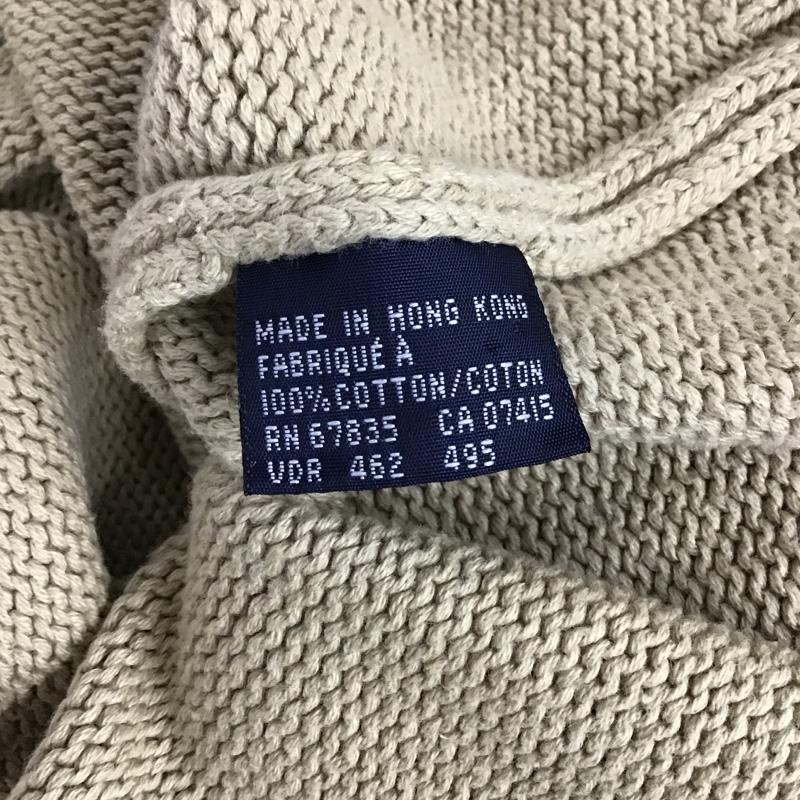 MADE IN HONG KONG
FABRIQUÉ À
100% COTTON/COTON
RN 67835 CA 07415
VDR 462 495